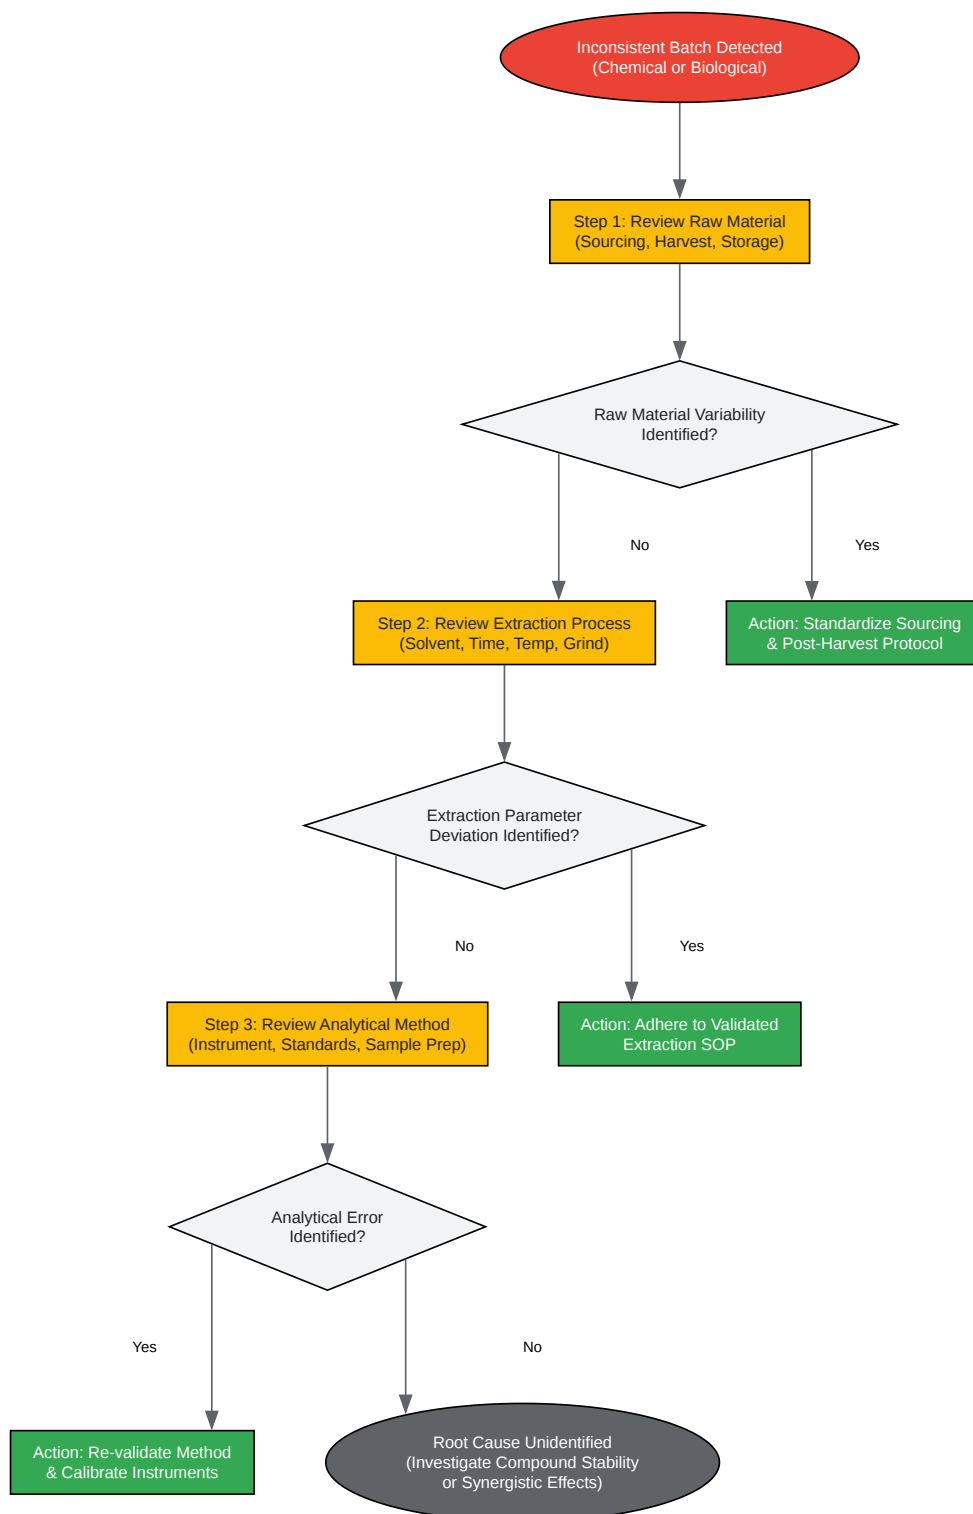 Inconsistent Batch Detected
(Chemical or Biological)
Step 1: Review Raw Material
(Sourcing, Harvest, Storage)
Raw Material Variability
Identified?
No
Yes
Step 2: Review Extraction Process
(Solvent, Time, Temp, Grind)
Action: Standardize Sourcing
& Post-Harvest Protocol
Extraction Parameter
Deviation Identified?
No
Yes
Step 3: Review Analytical Method
(Instrument, Standards, Sample Prep)
Action: Adhere to Validated
Extraction SOP
Analytical Error
Identified?
Yes
No
Action: Re-validate Method
& Calibrate Instruments
Root Cause Unidentified
(Investigate Compound Stability
or Synergistic Effects)